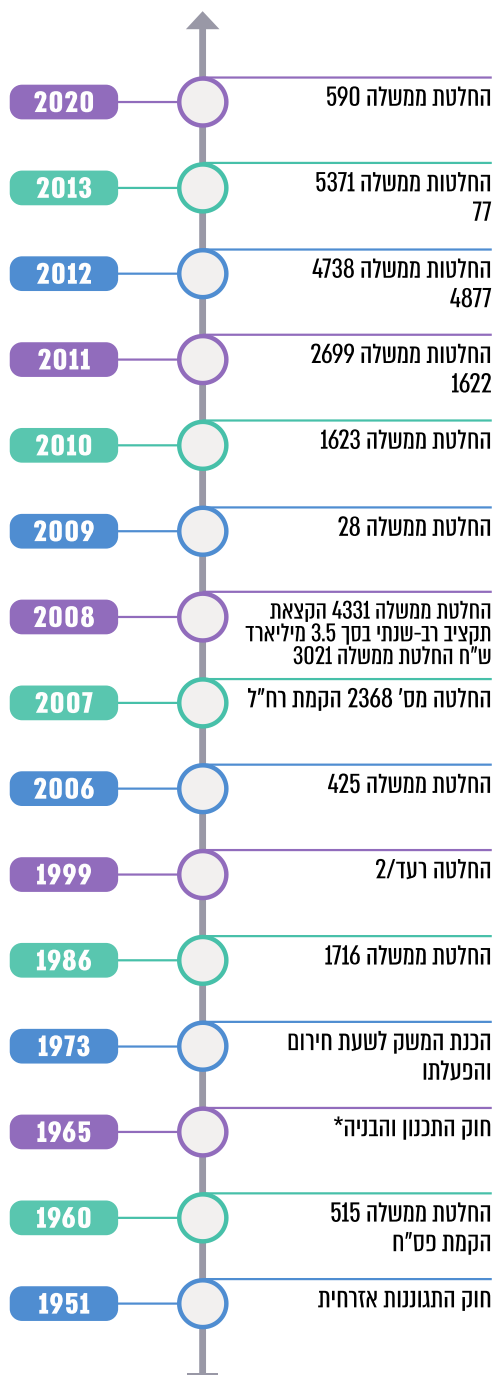 2020
החלטת ממשלה 590
2013
החלטות ממשלה 5371
77
2012
החלטות ממשלה 4738
4877
2011
החלטות ממשלה 2699
1622
2010
החלטת ממשלה 1623
2009
החלטת ממשלה 28
2008
החלטת ממשלה 4331 הקצאת
תקציב רב-שנתי בסך 3.5 מיליארד
ש"ח החלטת ממשלה 3021
2007
החלטה מס' 2368 הקמת רח"ל
2006
החלטת ממשלה 425
1999
החלטה רעד/2
1986
החלטת ממשלה 1716
1973
הכנת המשק לשעת חירום
והפעלתו
1965
חוק התכנון והבניה*
1960
החלטת ממשלה 515
הקמת פס"ח
1951
חוק התגוננות אזרחית